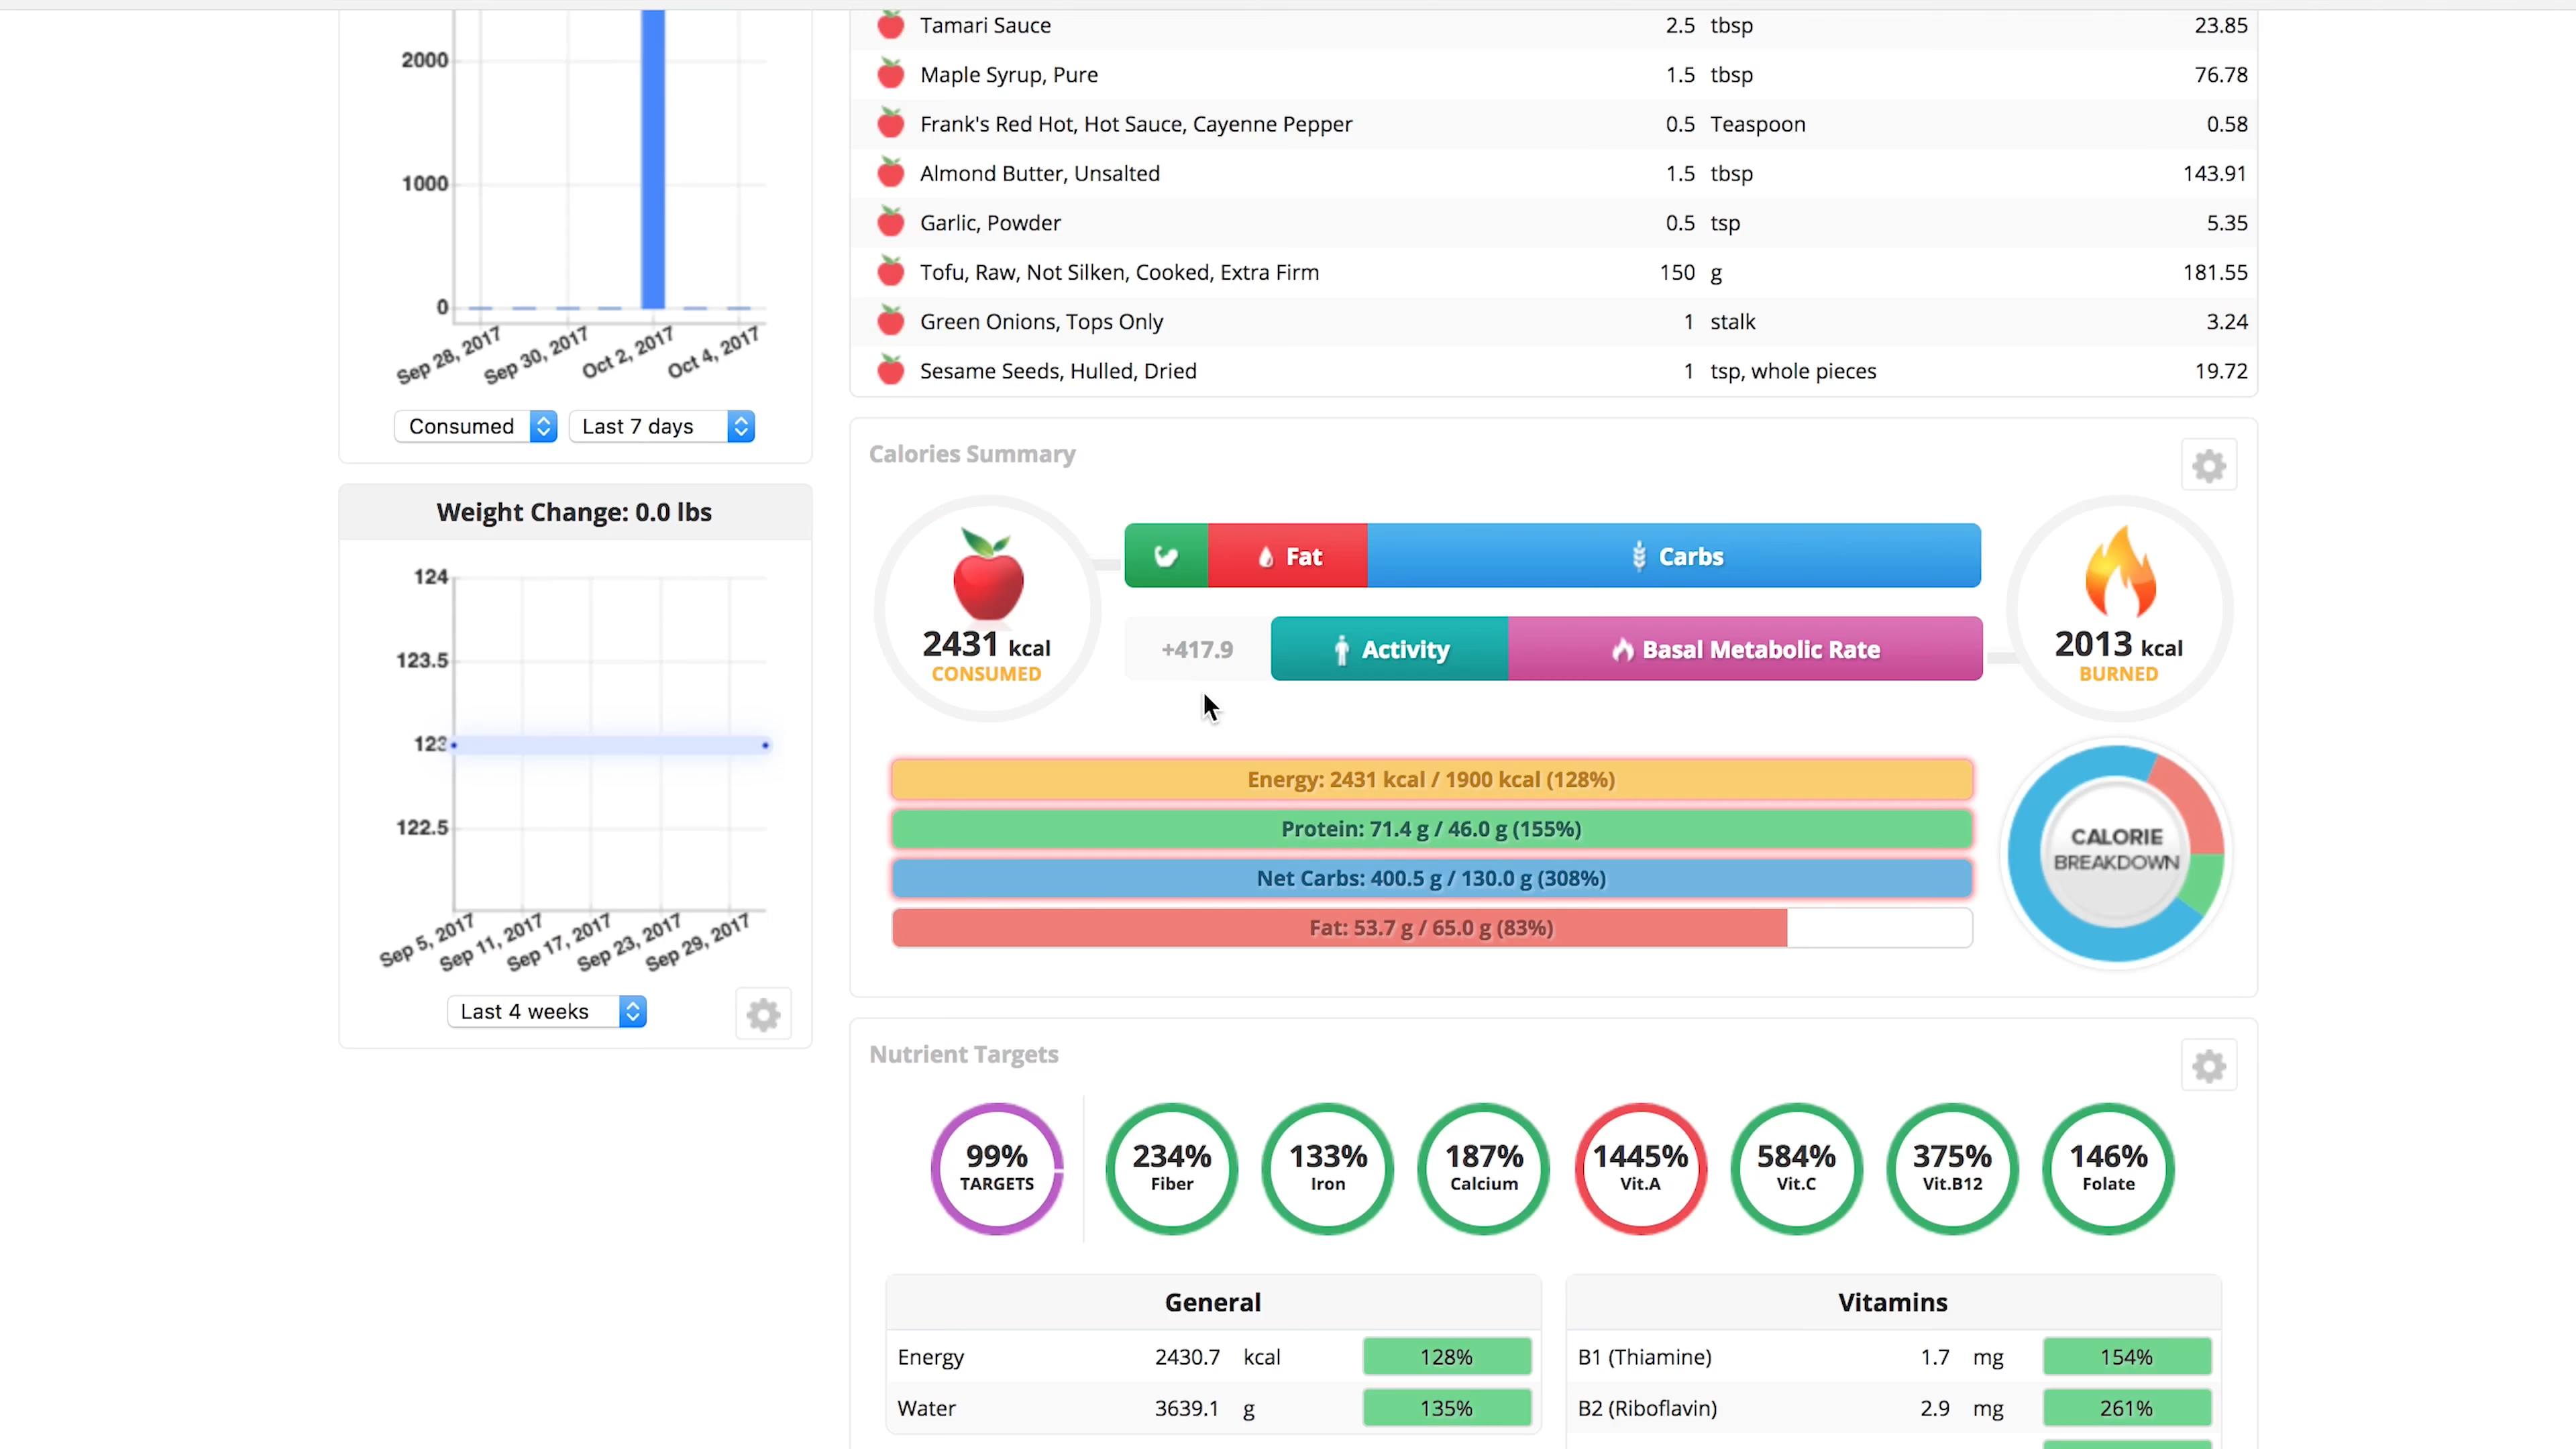 2000
1000
0
Sep 28, 2017
Sep 30, 2017
Oct 2, 2017
Oct 4, 2017
Consumed
Last 7 days
Weight Change: 0.0 lbs
124
123.5
123
122.5
Sep 5, 2017
Sep 11, 2017
Sep 17, 2017
Sep 23, 2017
Sep 29, 2017
Last 4 weeks
Tamari Sauce 2.5 tbsp 23.85
Maple Syrup, Pure 1.5 tbsp 76.78
Frank's Red Hot, Hot Sauce, Cayenne Pepper 0.5 Teaspoon 0.58
Almond Butter, Unsalted 1.5 tbsp 143.91
Garlic, Powder 0.5 tsp 5.35
Tofu, Raw, Not Silken, Cooked, Extra Firm 150 g 181.55
Green Onions, Tops Only 1 stalk 3.24
Sesame Seeds, Hulled, Dried 1 tsp, whole pieces 19.72
Calories Summary
2431 kcal
CONSUMED
Fat
Carbs
+417.9
Activity
Basal Metabolic Rate
2013 kcal
BURNED
Energy: 2431 kcal / 1900 kcal (128%)
Protein: 71.4 g / 46.0 g (155%)
Net Carbs: 400.5 g / 130.0 g (308%)
Fat: 53.7 g / 65.0 g (83%)
CALORIE
BREAKDOWN
Nutrient Targets
99%
TARGETS
234%
Fiber
133%
Iron
187%
Calcium
1445%
Vit.A
584%
Vit.C
375%
Vit.B12
146%
Folate
General
Energy 2430.7 kcal 128%
Water 3639.1 g 135%
Vitamins
B1 (Thiamine) 1.7 mg 154%
B2 (Riboflavin) 2.9 mg 261%